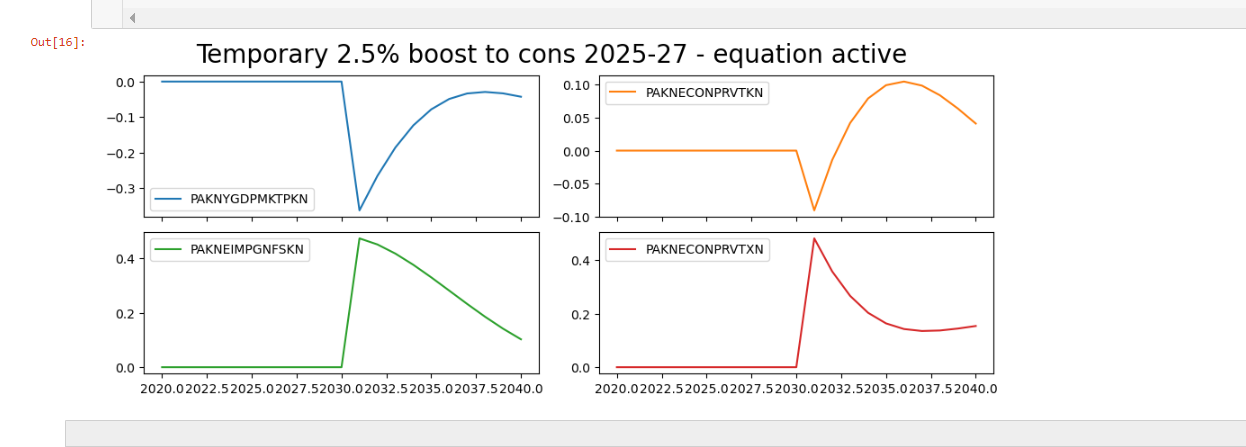 Out[16]:
Temporary 2.5% boost to cons 2025-27 - equation active
0.0
−0.1
−0.2
−0.3
PAKNYGDPMKTPKN
0.10
0.05
0.00
−0.05
−0.10
PAKNECONPRVTKN
0.4
0.2
0.0
PAKNEIMPGNFSKN
2020.02022.52025.02027.52030.02032.52035.02037.52040.0
0.4
0.2
0.0
PAKNECONPRVTXN
2020.02022.52025.02027.52030.02032.52035.02037.52040.0